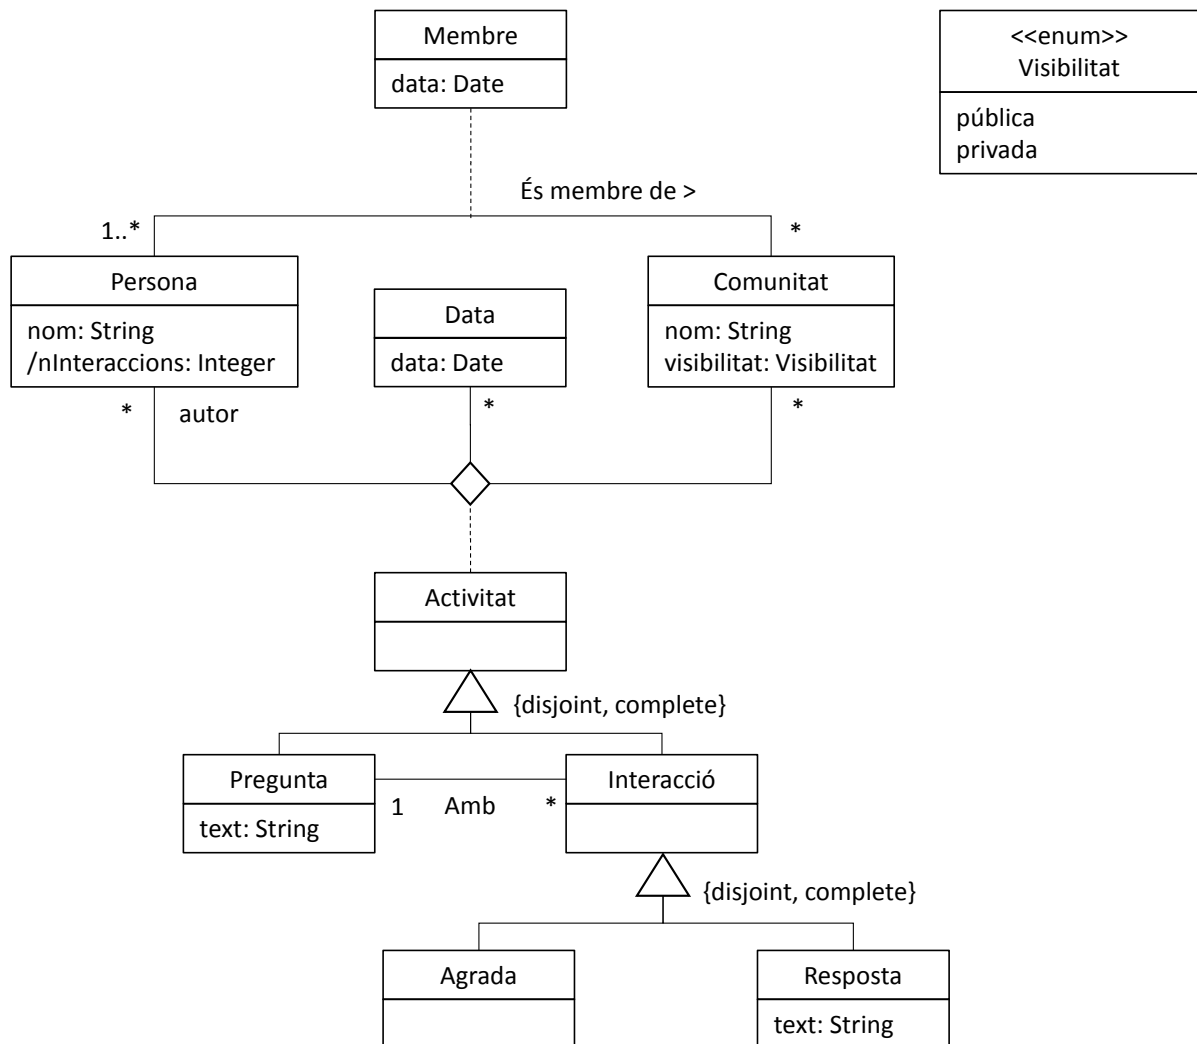 Membre
data: Date
<<enum>>
Visibilitat
pública
privada
És membre de >
1..*
*
Persona
nom: String
/nInteraccions: Integer
Data
data: Date
Comunitat
nom: String
visibilitat: Visibilitat
*
autor
*
*
Activitat
{disjoint, complete}
Pregunta
text: String
1
Amb
*
Interacció
{disjoint, complete}
Agrada
Resposta
text: String